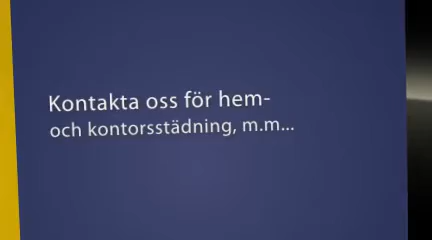 Kontakta oss för hem-
och kontorsstädning, m.m...